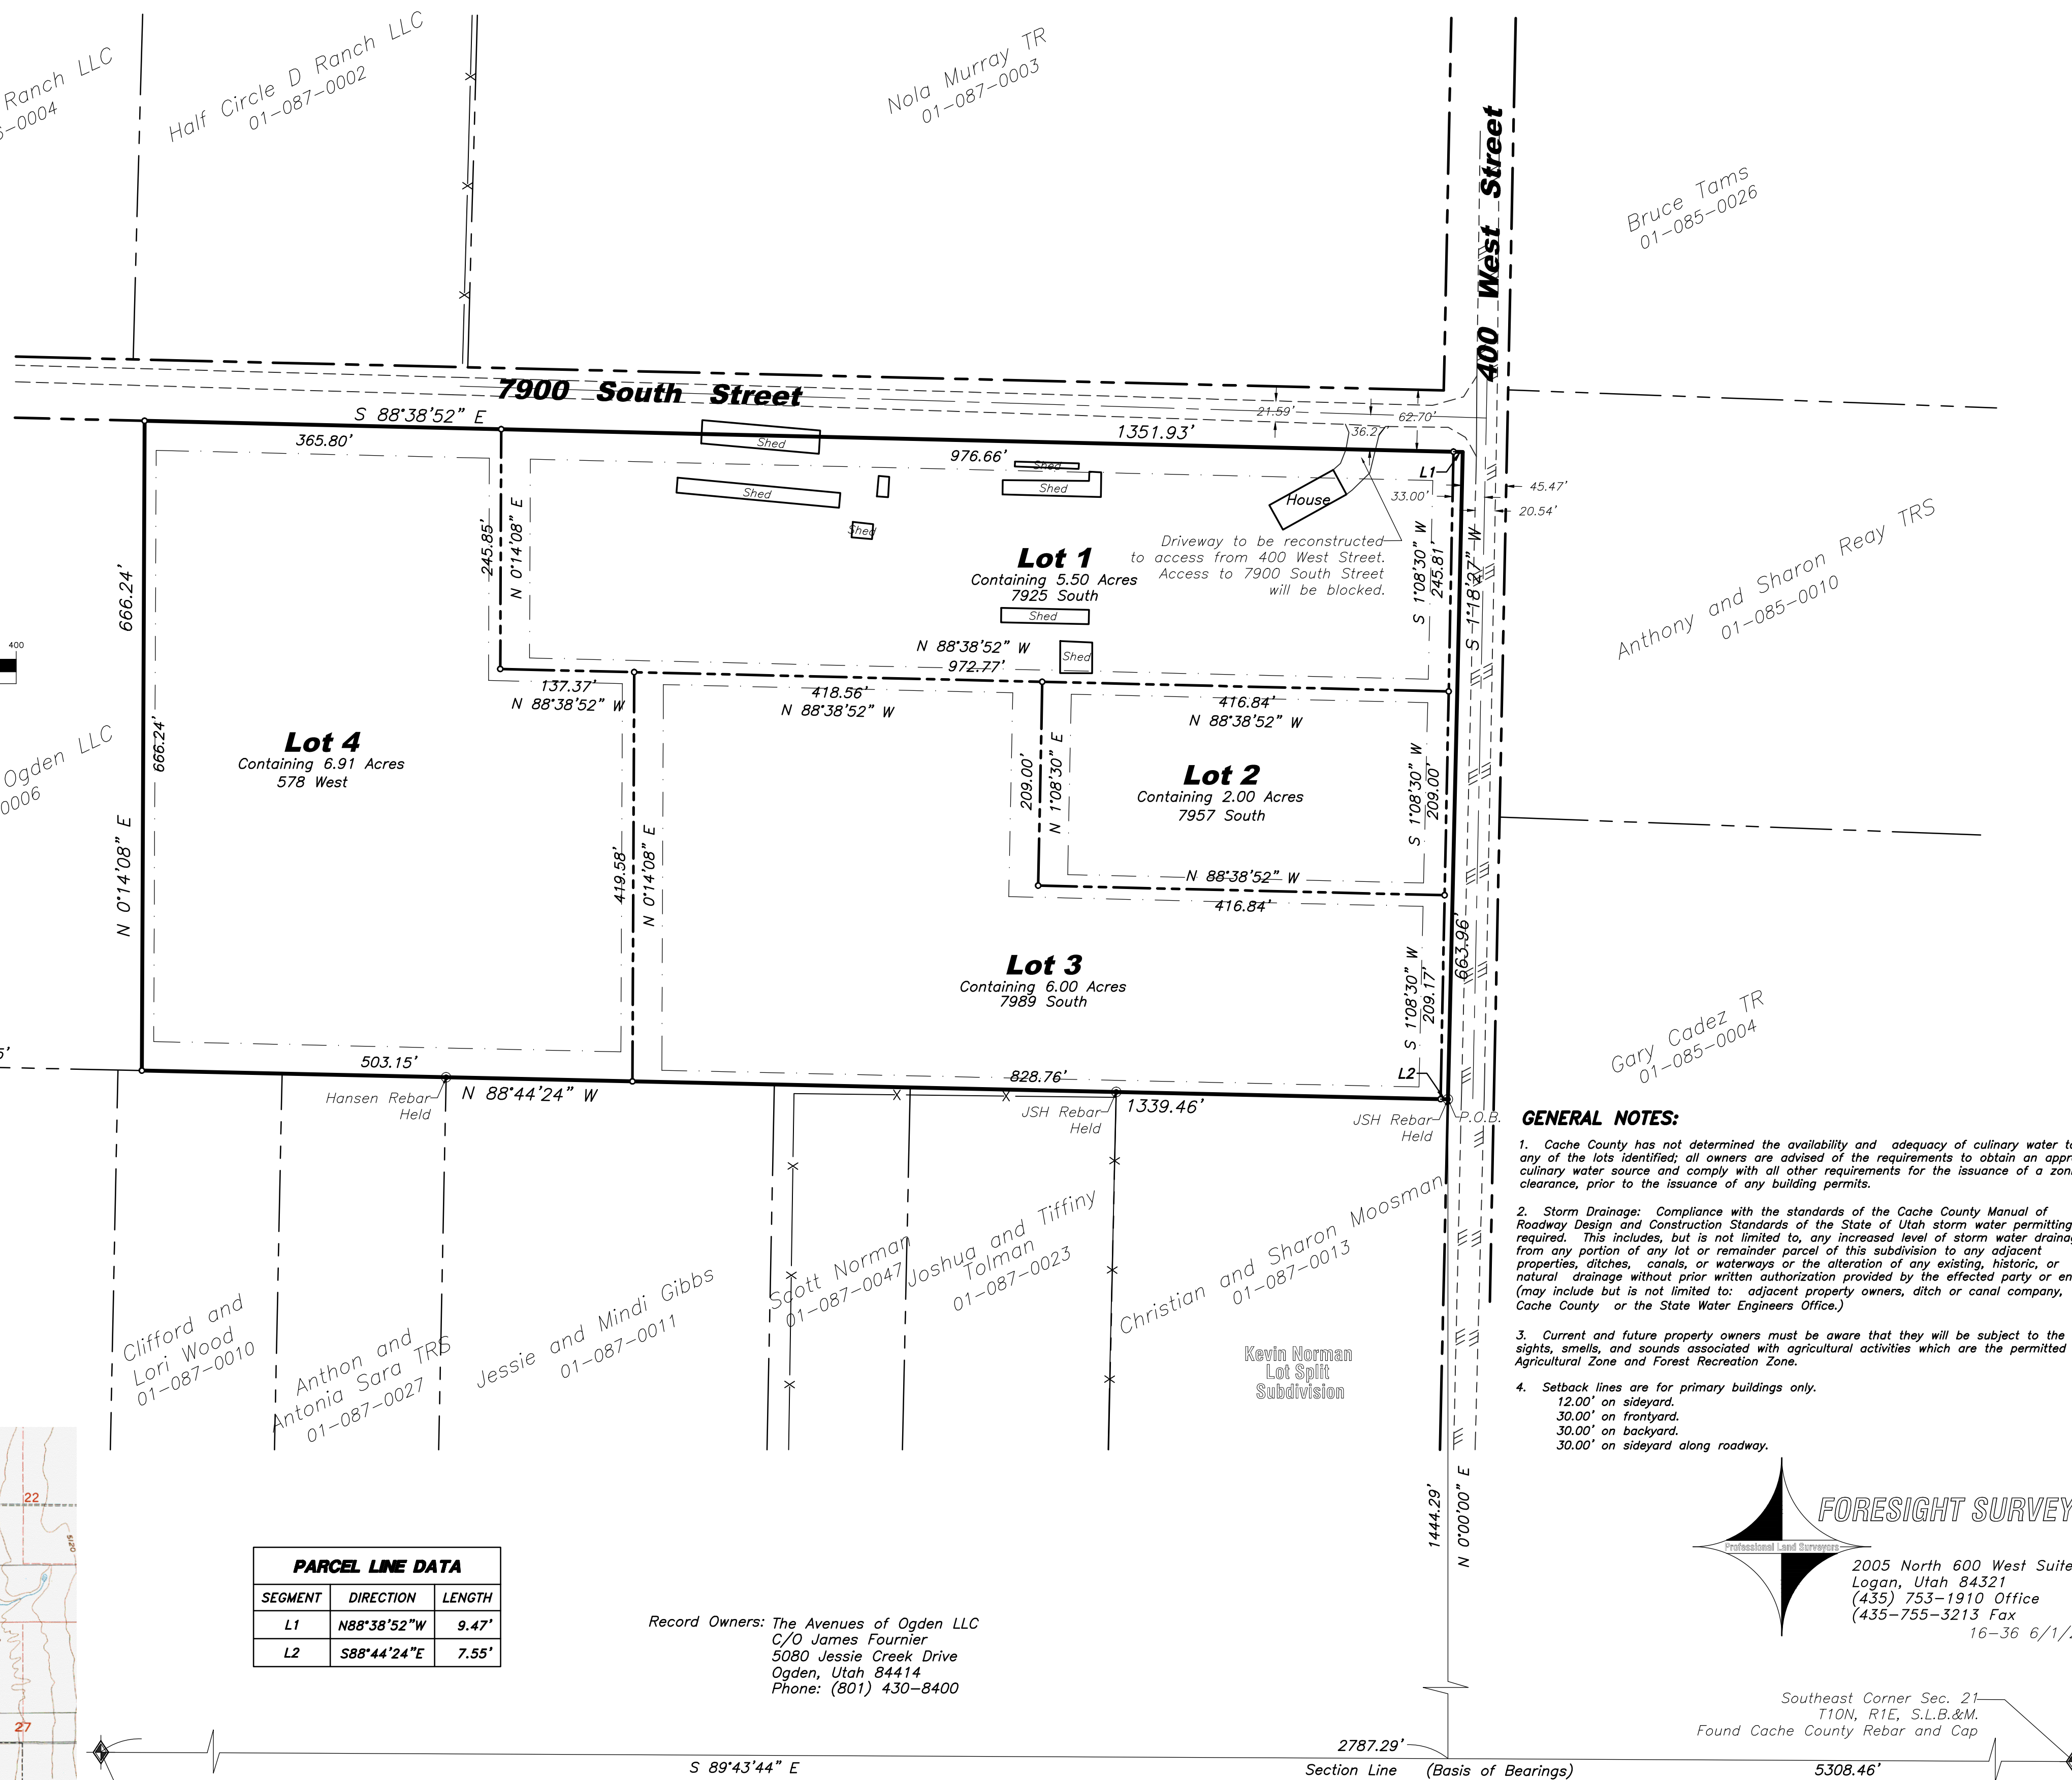 Ranch LLC
-0004
Half Circle D Ranch LLC
01-087-0002
Nola Murray TR
01-087-0003
400 West Street
Bruce Tams
01-085-0026
7900 South Street
S 88°38'52" E
365.80'
1351.93'
976.66'
21.59'
62.70'
36.27'
L1
45.47'
33.00'
20.54'
Shed
Shed
Shed
Shed
Shed
House
Driveway to be reconstructed
to access from 400 West Street.
Access to 7900 South Street
will be blocked.
Lot 1
Containing 5.50 Acres
7925 South
Shed
Shed
245.85'
N 0°14'08" E
S 1°08'30" W
245.81'
S 1°18'27" W
Anthony and Sharon Reay TRS
01-085-0010
666.24'
666.24'
N 0°14'08" E
400
N 88°38'52" W
972.77'
137.37'
N 88°38'52" W
418.56'
N 88°38'52" W
416.84'
N 88°38'52" W
Ogden LLC
0006
Lot 4
Containing 6.91 Acres
578 West
Lot 2
Containing 2.00 Acres
7957 South
209.00'
N 1°08'30" E
S 1°08'30" W
209.00'
419.58'
N 0°14'08" E
N 88°38'52" W
416.84'
Lot 3
Containing 6.00 Acres
7989 South
S 1°08'30" W
209.17'
663.96'
Gary Cadez TR
01-085-0004
L2
5'
503.15'
828.76'
Hansen Rebar
Held
N 88°44'24" W
JSH Rebar
Held
1339.46'
JSH Rebar
Held
P.O.B.
Clifford and
Lori Wood
01-087-0010
Anthon and
Antonia Sara TRS
01-087-0027
Jessie and Mindi Gibbs
01-087-0011
Scott Norman
01-087-0047
Joshua and Tiffiny
Tolman
01-087-0023
Christian and Sharon Moosman
01-087-0013
Kevin Norman
Lot Split
Subdivision
1444.29'
N 0°00'00" E
GENERAL NOTES:
1. Cache County has not determined the availability and adequacy of culinary water to
any of the lots identified; all owners are advised of the requirements to obtain an appr
culinary water source and comply with all other requirements for the issuance of a zon
clearance, prior to the issuance of any building permits.
2. Storm Drainage: Compliance with the standards of the Cache County Manual of
Roadway Design and Construction Standards of the State of Utah storm water permitting
required. This includes, but is not limited to, any increased level of storm water draina
from any portion of any lot or remainder parcel of this subdivision to any adjacent
properties, ditches, canals, or waterways or the alteration of any existing, historic, or
natural drainage without prior written authorization provided by the effected party or en
(may include but is not limited to: adjacent property owners, ditch or canal company,
Cache County or the State Water Engineers Office.)
3. Current and future property owners must be aware that they will be subject to the
sights, smells, and sounds associated with agricultural activities which are the permitted
Agricultural Zone and Forest Recreation Zone.
4. Setback lines are for primary buildings only.
12.00' on sideyard.
30.00' on frontyard.
30.00' on backyard.
30.00' on sideyard along roadway.
FORESIGHT SURVEY
Professional Land Surveyors
2005 North 600 West Suite
Logan, Utah 84321
(435) 753-1910 Office
(435-755-3213 Fax
16-36 6/1/
22
5120
27
PARCEL LINE DATA
SEGMENT DIRECTION LENGTH
L1 N88°38'52"W 9.47'
L2 S88°44'24"E 7.55'
Record Owners: The Avenues of Ogden LLC
C/O James Fournier
5080 Jessie Creek Drive
Ogden, Utah 84414
Phone: (801) 430-8400
Southeast Corner Sec. 21
T10N, R1E, S.L.B.&M.
Found Cache County Rebar and Cap
2787.29'
S 89°43'44" E
Section Line (Basis of Bearings)
5308.46'